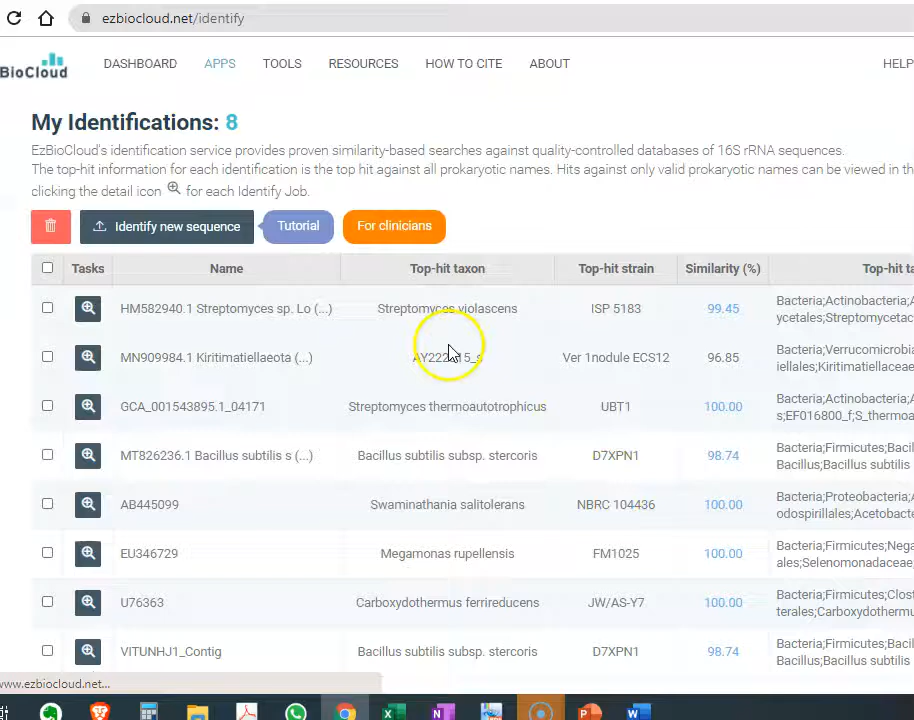 ezbiocloud.net/identify
BioCloud
DASHBOARD APPS TOOLS RESOURCES HOW TO CITE ABOUT HELP
My Identifications: 8
EzBioCloud's identification service provides proven similarity-based searches against quality-controlled databases of 16S rRNA sequences.
The top-hit information for each identification is the top hit against all prokaryotic names. Hits against only valid prokaryotic names can be viewed in th
clicking the detail icon for each Identify Job.
Identify new sequence Tutorial For clinicians
Tasks Name Top-hit taxon Top-hit strain Similarity (%) Top-hit ta
HM582940.1 Streptomyces sp. Lo (...) Streptomyces violascens ISP 5183 99.45 Bacteria;Actinobacteria;A
ycetales;Streptomycetac
MN909984.1 Kiritimatiellaeota (...) Ver 1nodule ECS12 96.85 Bacteria;Verrucomicrobia
iellales;Kiritimatiellaceae
GCA_001543895.1_04171 Streptomyces thermoautotrophicus UBT1 100.00 Bacteria;Actinobacteria;A
s;EF016800_f;S_thermoa
MT826236.1 Bacillus subtilis s (...) Bacillus subtilis subsp. stercoris D7XPN1 98.74 Bacteria;Firmicutes;Bacil
Bacillus;Bacillus subtilis
AB445099 Swaminathania salitolerans NBRC 104436 100.00 Bacteria;Proteobacteria;A
odospirillales;Acetobacte
EU346729 Megamonas rupellensis FM1025 100.00 Bacteria;Firmicutes;Nega
ales;Selenomonadaceae;
U76363 Carboxydothermus ferrireducens JW/AS-Y7 100.00 Bacteria;Firmicutes;Clost
terales;Carboxydotherm
VITUNHJ1_Contig Bacillus subtilis subsp. stercoris D7XPN1 98.74 Bacteria;Firmicutes;Bacil
Bacillus;Bacillus subtilis
www.ezbiocloud.net...